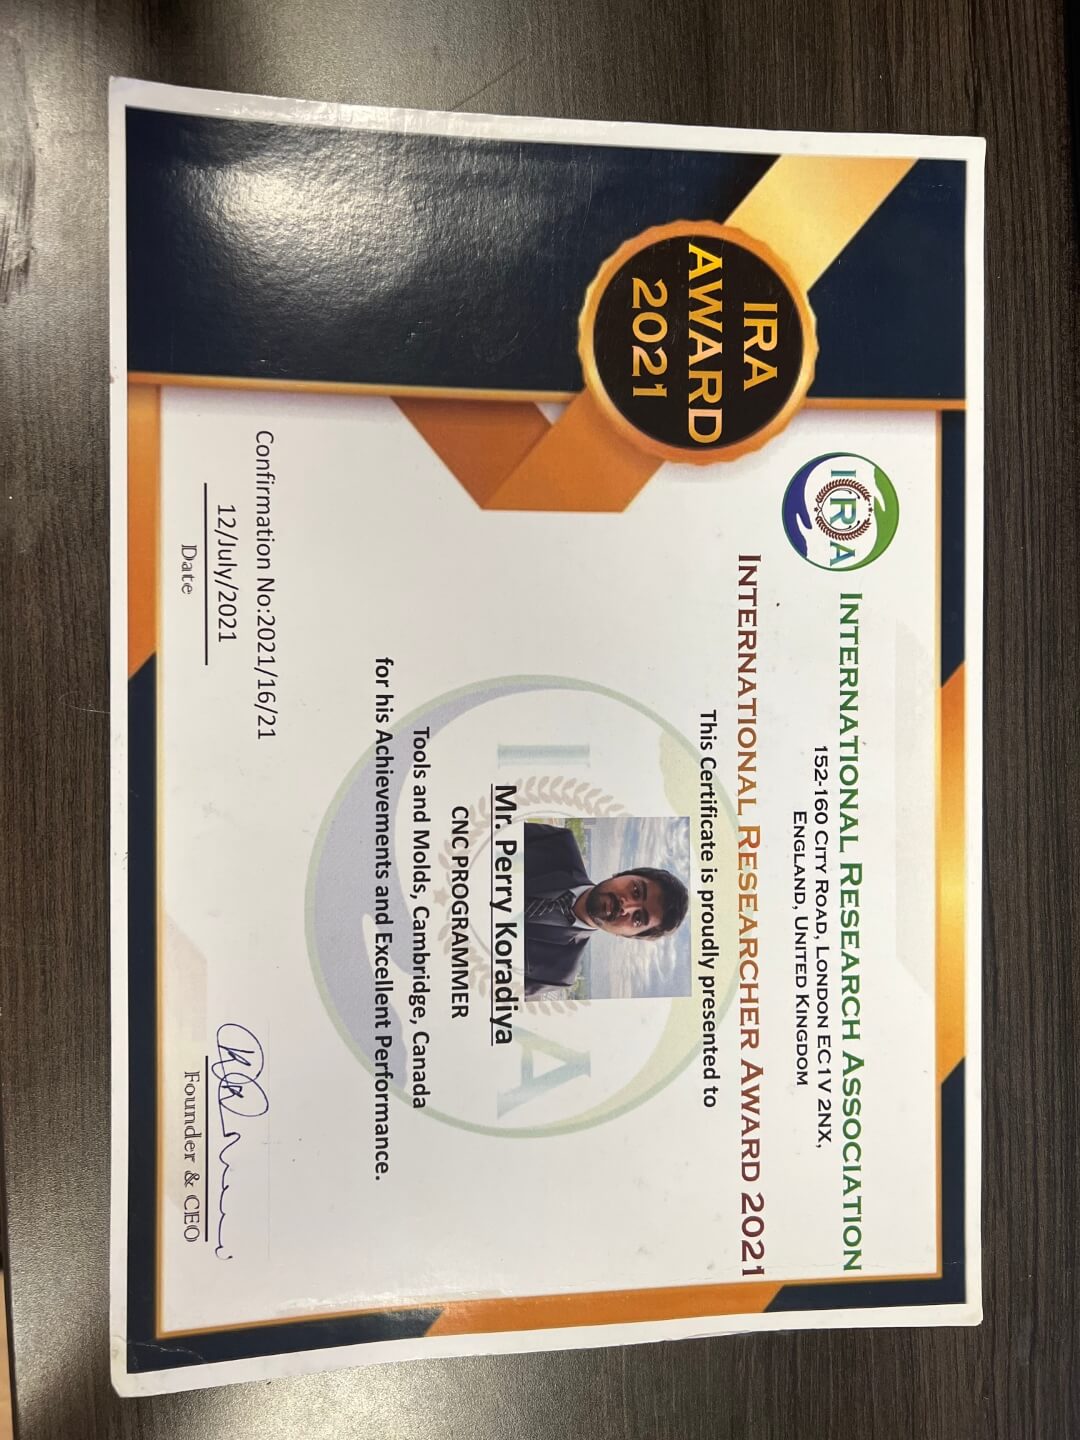 IRA
AWARD
2021
IRA
INTERNATIONAL RESEARCH ASSOCIATION
152-160 CITY ROAD, LONDON EC1V 2NX,
ENGLAND, UNITED KINGDOM
INTERNATIONAL RESEARCHER AWARD 2021
This Certificate is proudly presented to
IRA
Mr. Perry Koradiya
CNC PROGRAMMER
Tools and Molds, Cambridge, Canada
for his Achievements and Excellent Performance.
Confirmation No:2021/16/21
12/July/2021
Date
Founder & CEO